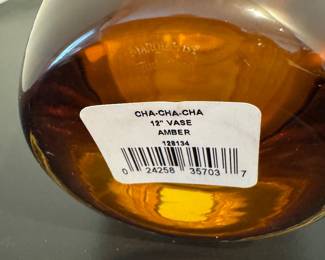 CHA-CHA-CHA
12" VASE
AMBER
128134
0 24258 35703 7